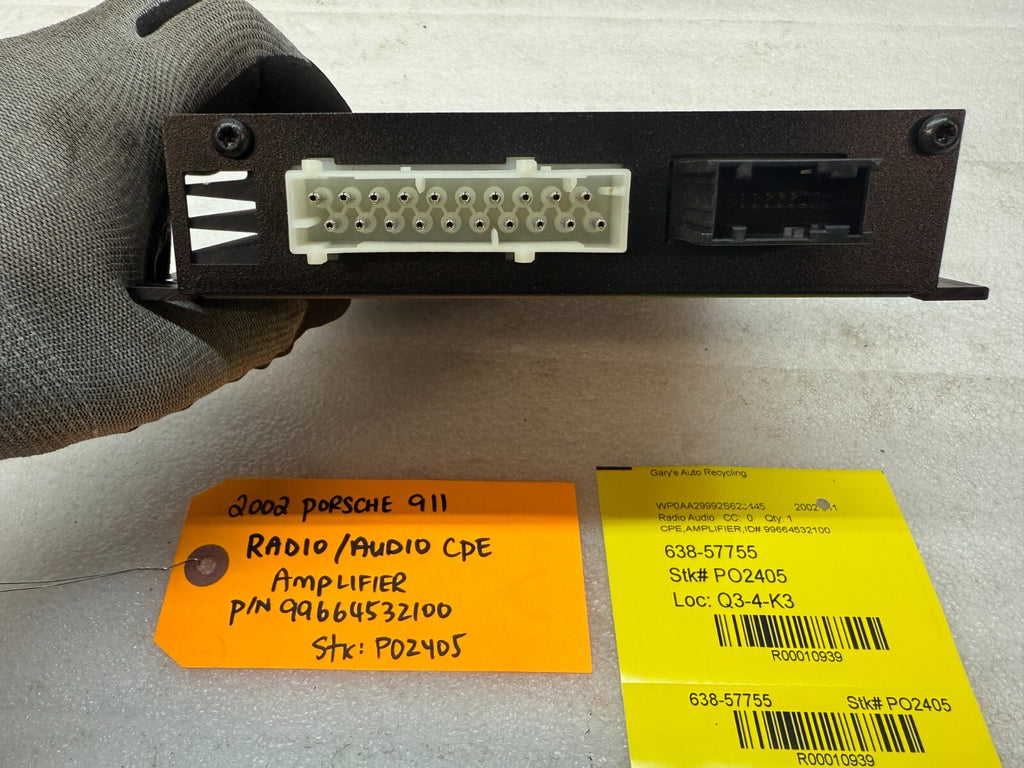 2002 PORSCHE 911
RADIO/AUDIO CPE
AMPLIFIER
P/N 99664532100
Stk: PO2405
Gary's Auto Recycling
Radio Audio CC: 0 Qty: 1
CPE,AMPLIFIER,ID# 99664532100
638-57755
Stk# PO2405
Loc: Q3-4-K3
R00010939
638-57755 Stk# PO2405
R00010939